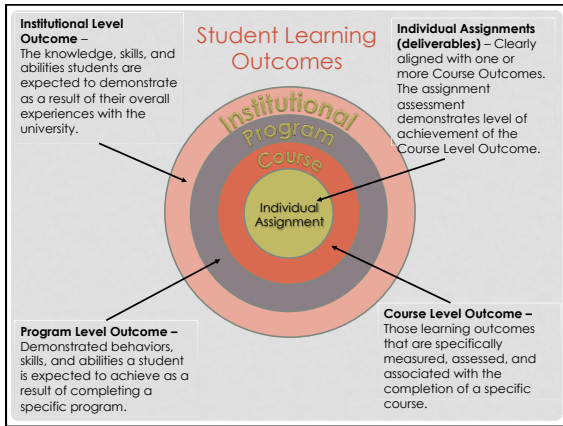 Institutional Level
Outcome –
The knowledge, skills, and
abilities students are
expected to demonstrate
as a result of their overall
experiences with the
university.
Student Learning
Outcomes
Individual Assignments
(deliverables) – Clearly
aligned with one or
more Course Outcomes.
The assignment
assessment
demonstrates level of
achievement of the
Course Level Outcome.
Institutional
Program
Course
Individual
Assignment
Program Level Outcome –
Demonstrated behaviors,
skills, and abilities a student
is expected to achieve as a
result of completing a
specific program.
Course Level Outcome –
Those learning outcomes
that are specifically
measured, assessed, and
associated with the
completion of a specific
course.